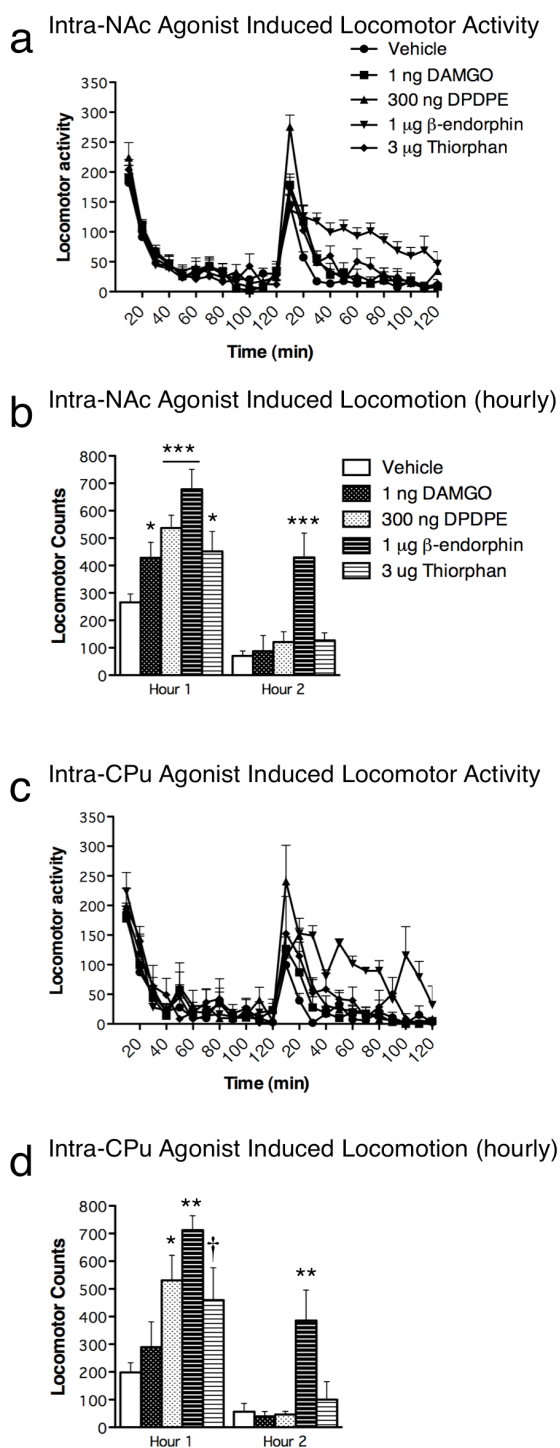 a
Intra-NAc Agonist Induced Locomotor Activity
Vehicle
1 ng DAMGO
300 ng DPDPE
1 μg β-endorphin
3 μg Thiorphan
Locomotor activity
350
300
250
200
150
100
50
0
20 40 60 80 100 120 20 40 60 80 100 120
Time (min)
b
Intra-NAc Agonist Induced Locomotion (hourly)
Locomotor Counts
800
700
600
500
400
300
200
100
0
* *** * ***
Vehicle
1 ng DAMGO
300 ng DPDPE
1 μg β-endorphin
3 ug Thiorphan
Hour 1 Hour 2
c
Intra-CPu Agonist Induced Locomotor Activity
Locomotor activity
350
300
250
200
150
100
50
0
20 40 60 80 100 120 20 40 60 80 100 120
Time (min)
d
Intra-CPu Agonist Induced Locomotion (hourly)
Locomotor Counts
800
700
600
500
400
300
200
100
0
* ** † **
Hour 1 Hour 2